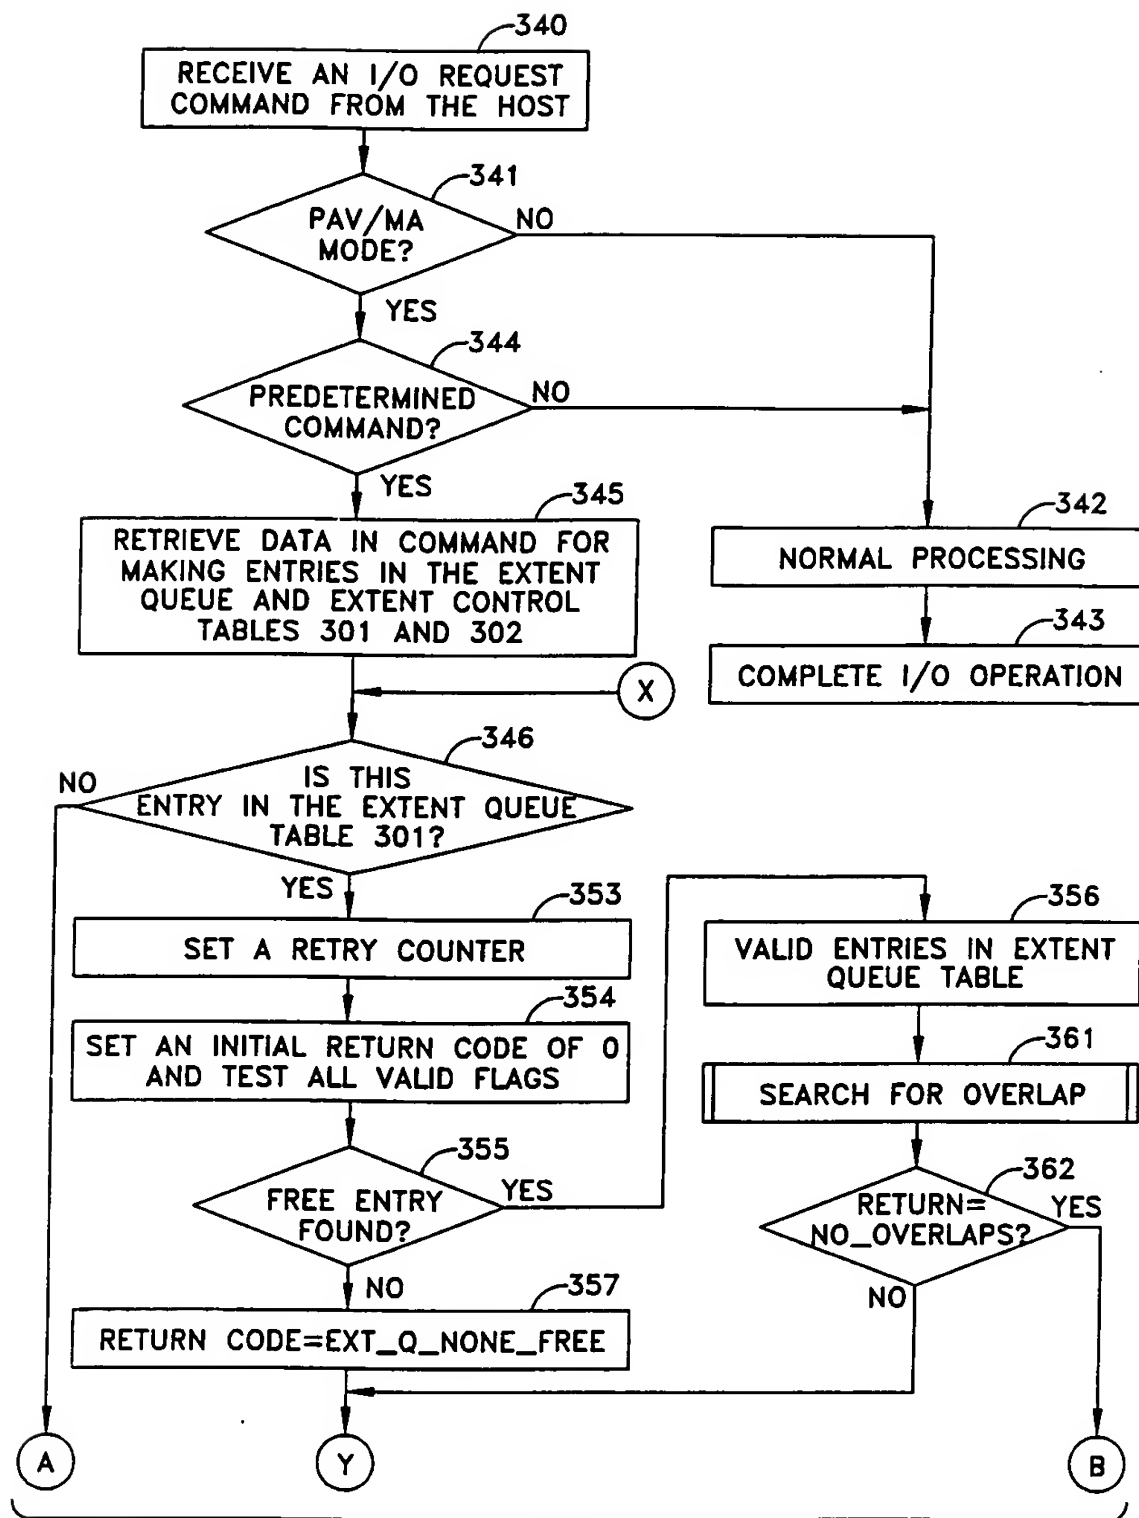 340
RECEIVE AN I/O REQUEST
COMMAND FROM THE HOST
341
PAV/MA
MODE?
NO
YES
344
PREDETERMINED
COMMAND?
NO
YES
345
RETRIEVE DATA IN COMMAND FOR
MAKING ENTRIES IN THE EXTENT
QUEUE AND EXTENT CONTROL
TABLES 301 AND 302
342
NORMAL PROCESSING
343
COMPLETE I/O OPERATION
X
346
IS THIS
ENTRY IN THE EXTENT QUEUE
TABLE 301?
NO
YES
353
SET A RETRY COUNTER
354
SET AN INITIAL RETURN CODE OF 0
AND TEST ALL VALID FLAGS
355
FREE ENTRY
FOUND?
YES
NO
357
RETURN CODE=EXT_Q_NONE_FREE
356
VALID ENTRIES IN EXTENT
QUEUE TABLE
361
SEARCH FOR OVERLAP
362
RETURN=
NO_OVERLAPS?
YES
NO
A
Y
B